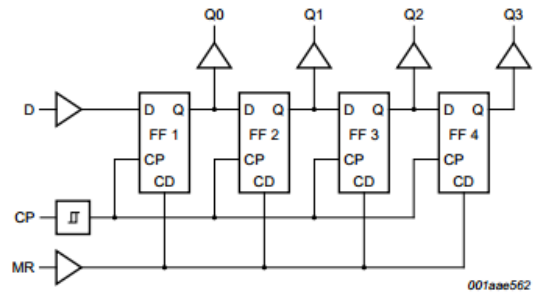 Q0 Q1 Q2 Q3
D D Q D Q D Q D Q
FF 1 FF 2 FF 3 FF 4
CP CP CP CP
CD CD CD CD
CP
MR
001aae562